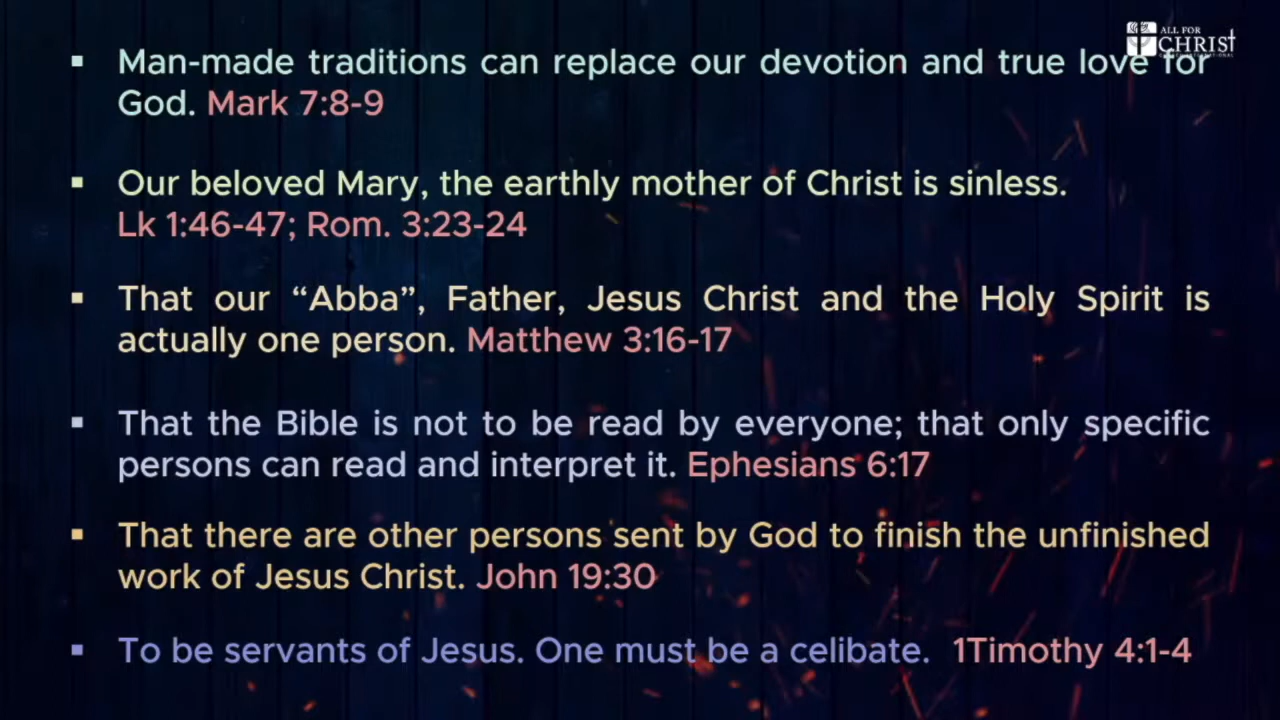 ALL FOR
CHRIST
▪ Man-made traditions can replace our devotion and true love for
God. Mark 7:8-9
▪ Our beloved Mary, the earthly mother of Christ is sinless.
Lk 1:46-47; Rom. 3:23-24
▪ That our “Abba”, Father, Jesus Christ and the Holy Spirit is
actually one person. Matthew 3:16-17
▪ That the Bible is not to be read by everyone; that only specific
persons can read and interpret it. Ephesians 6:17
▪ That there are other persons sent by God to finish the unfinished
work of Jesus Christ. John 19:30
▪ To be servants of Jesus. One must be a celibate. 1Timothy 4:1-4